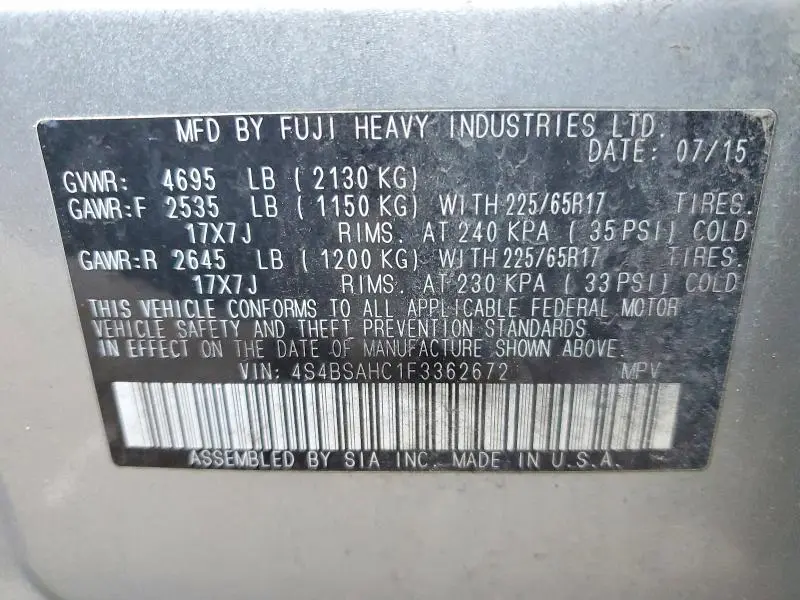 MFD BY FUJI HEAVY INDUSTRIES LTD.
DATE: 07/15
GVWR: 4695 LB ( 2130 KG)
GAWR:F 2535 LB ( 1150 KG) WITH 225/65R17 TIRES.
17X7J RIMS. AT 240 KPA ( 35 PSI) COLD
GAWR:R 2645 LB ( 1200 KG) WITH 225/65R17 TIRES.
17X7J RIMS. AT 230 KPA ( 33 PSI) COLD
THIS VEHICLE CONFORMS TO ALL APPLICABLE FEDERAL MOTOR
VEHICLE SAFETY AND THEFT PREVENTION STANDARDS
IN EFFECT ON THE DATE OF MANUFACTURE SHOWN ABOVE.
VIN: 4S4BSAHC1F3362672 MPV
ASSEMBLED BY SIA INC. MADE IN U.S.A.